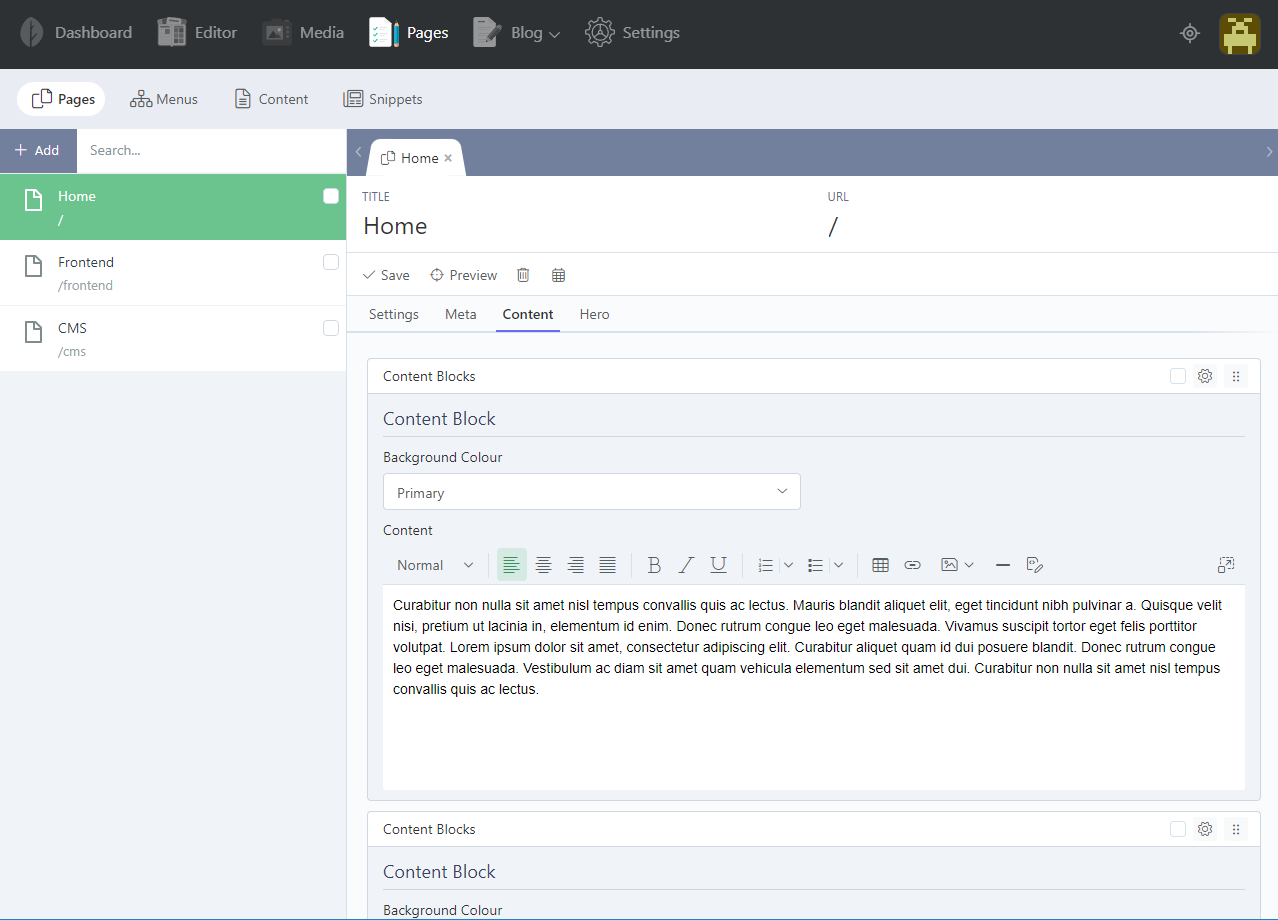 Dashboard Editor Media Pages Blog Settings
Pages Menus Content Snippets
+ Add Search...
Home
/
Frontend
/frontend
CMS
/cms
Home ×
TITLE URL
Home /
Save Preview
Settings Meta Content Hero
Content Blocks
Content Block
Background Colour
Primary
Content
Normal B I U
Curabitur non nulla sit amet nisl tempus convallis quis ac lectus. Mauris blandit aliquet elit, eget tincidunt nibh pulvinar a. Quisque velit
nisi, pretium ut lacinia in, elementum id enim. Donec rutrum congue leo eget malesuada. Vivamus suscipit tortor eget felis porttitor
volutpat. Lorem ipsum dolor sit amet, consectetur adipiscing elit. Curabitur aliquet quam id dui posuere blandit. Donec rutrum congue
leo eget malesuada. Vestibulum ac diam sit amet quam vehicula elementum sed sit amet dui. Curabitur non nulla sit amet nisl tempus
convallis quis ac lectus.
Content Blocks
Content Block
Background Colour